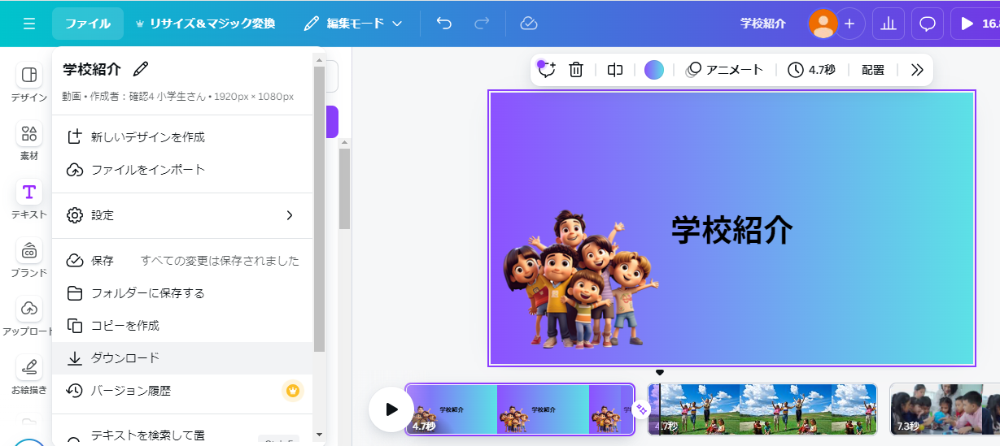 ファイル
リサイズ＆マジック変換
編集モード
学校紹介
16.
学校紹介
動画 • 作成者：確認4 小学生さん • 1920px × 1080px
新しいデザインを作成
ファイルをインポート
設定
保存 すべての変更は保存されました
フォルダーに保存する
コピーを作成
ダウンロード
バージョン履歴
テキストを検索して置
デザイン
素材
テキスト
ブランド
アップロード
お絵描き
アニメート
4.7秒
配置
学校紹介
学校紹介
学校紹介
4.7秒
4.7秒
7.3秒